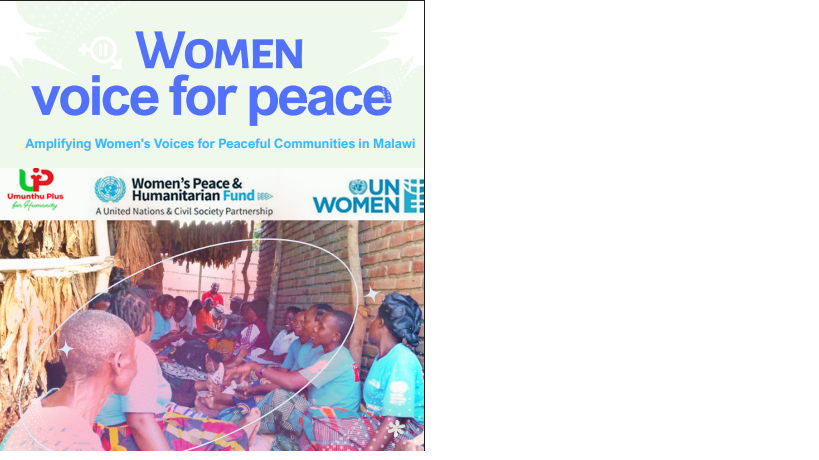 WOMEN
voice for peace
Amplifying Women's Voices for Peaceful Communities in Malawi
UP
Umunthu Plus
for Humanity
Women's Peace &
Humanitarian Fund
A United Nations & Civil Society Partnership
UN
WOMEN